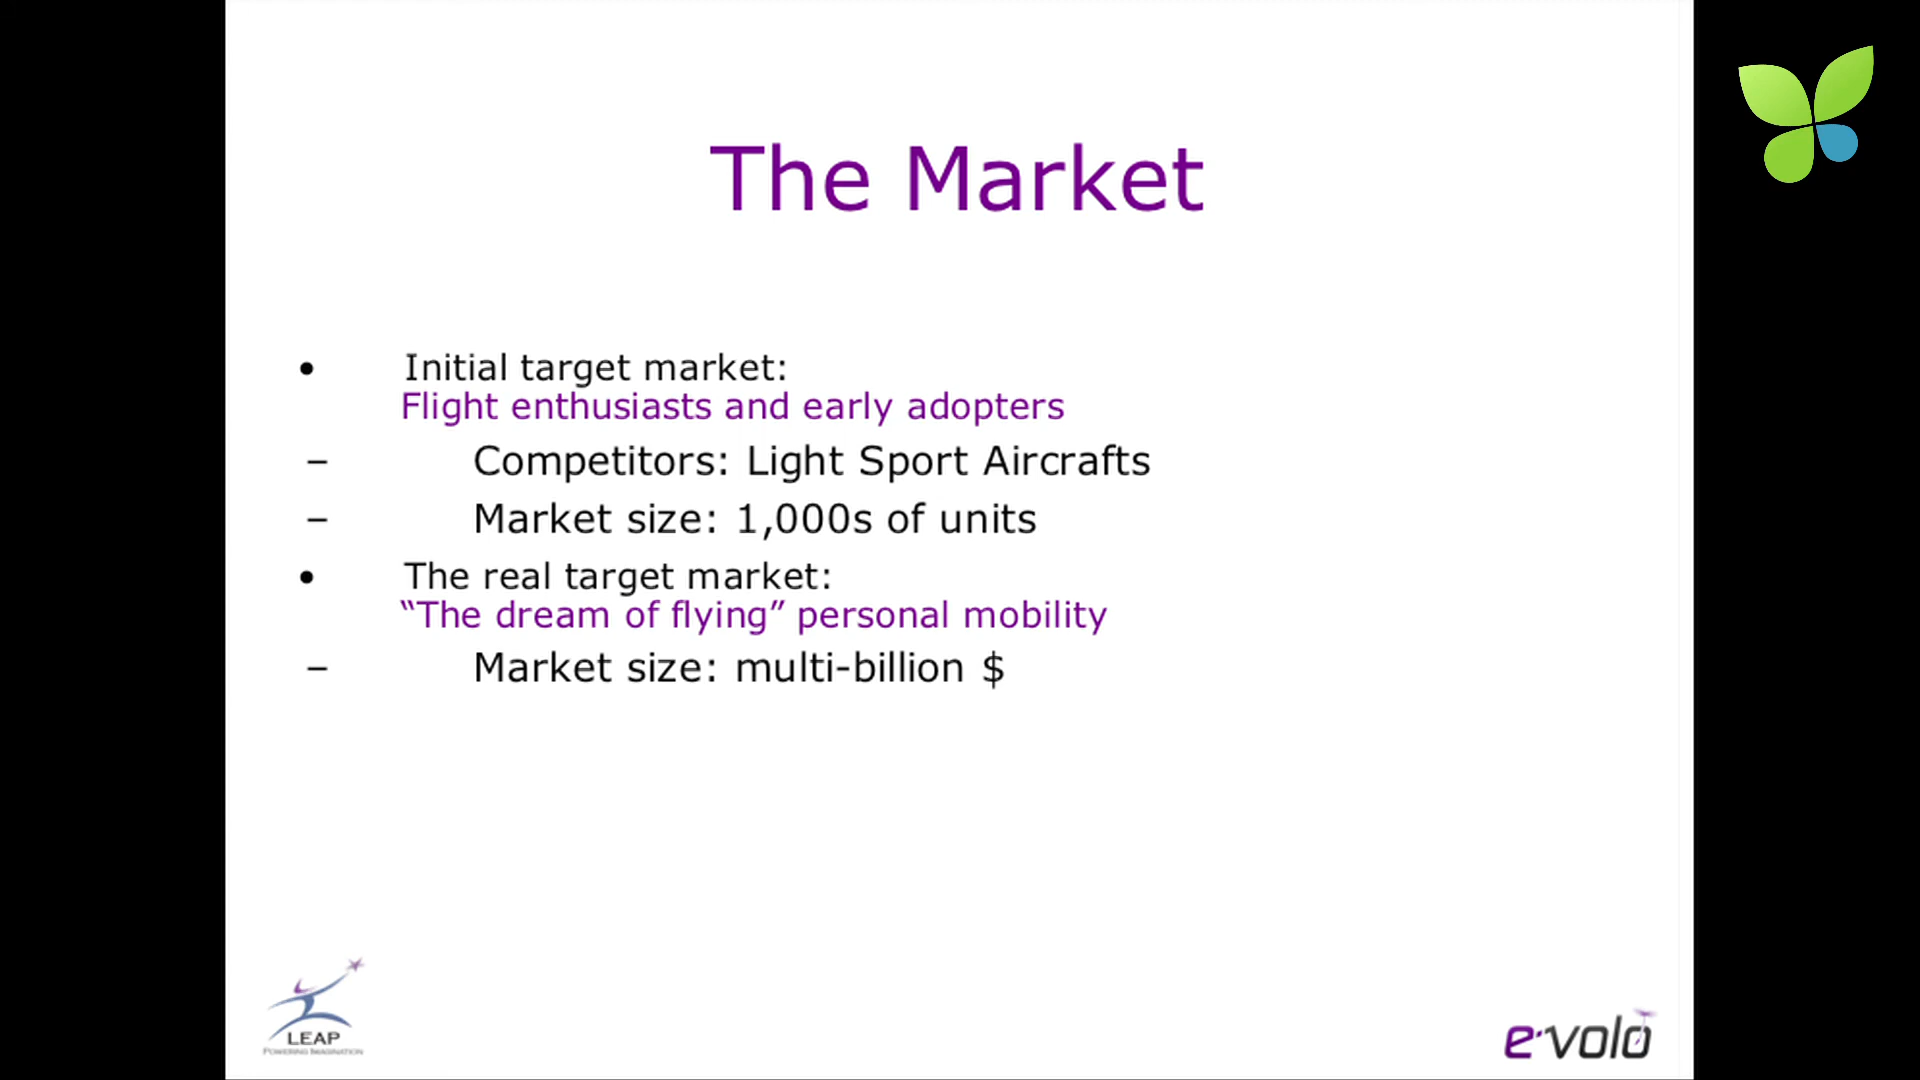 The Market
• Initial target market:
Flight enthusiasts and early adopters
– Competitors: Light Sport Aircrafts
– Market size: 1,000s of units
• The real target market:
“The dream of flying” personal mobility
– Market size: multi-billion $
LEAP
POWERING IMAGINATION
e-volo